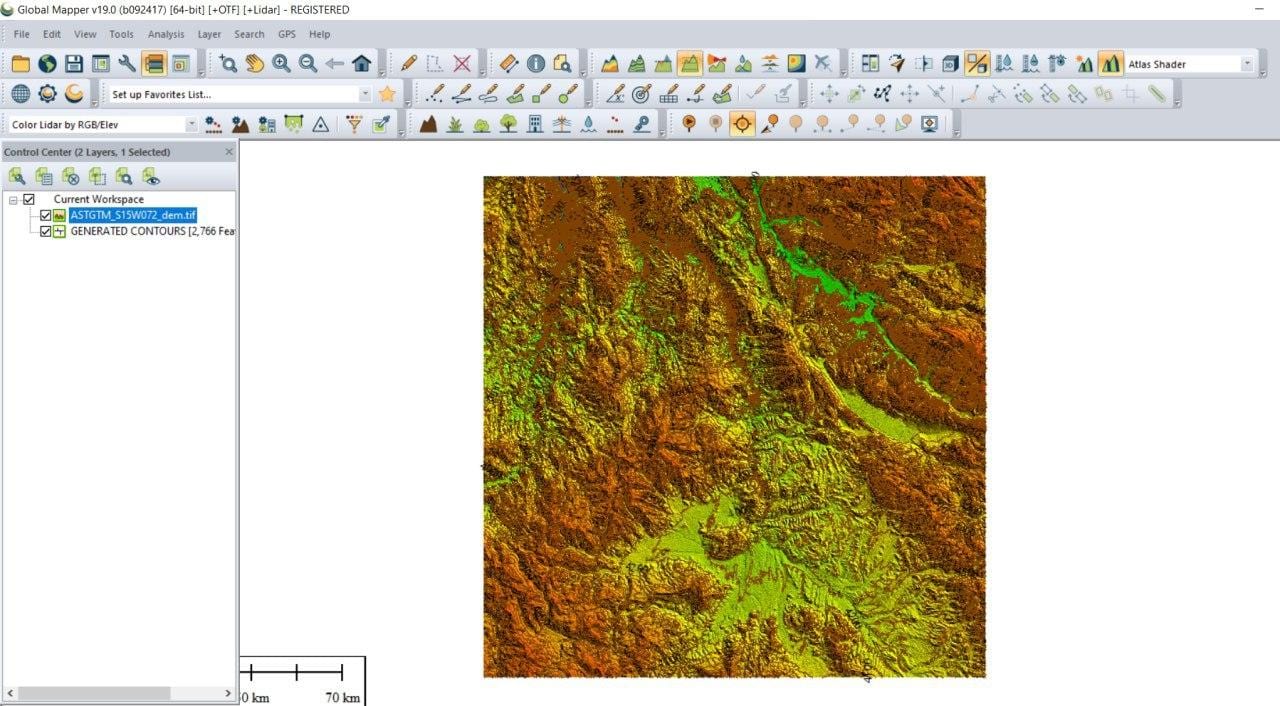 Global Mapper v19.0 (b092417) [64-bit] [+OTF] [+Lidar] - REGISTERED
File Edit View Tools Analysis Layer Search GPS Help
Atlas Shader
Set up Favorites List...
Color Lidar by RGB/Elev
Control Center (2 Layers, 1 Selected)
Current Workspace
ASTGTM_S15W072_dem.tif
GENERATED CONTOURS [2,766 Fea
0 km 70 km